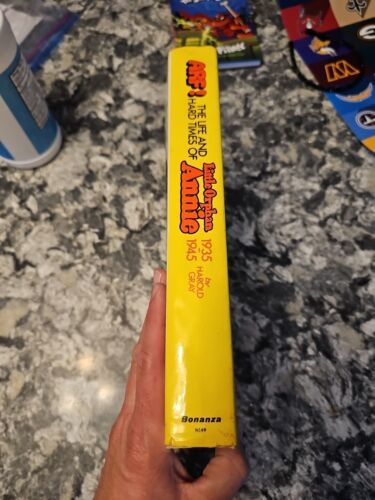 ARF!
THE LIFE AND
HARD TIMES OF
Little Orphan
Annie
1935-
1945
by
HAROLD
GRAY
Bonanza